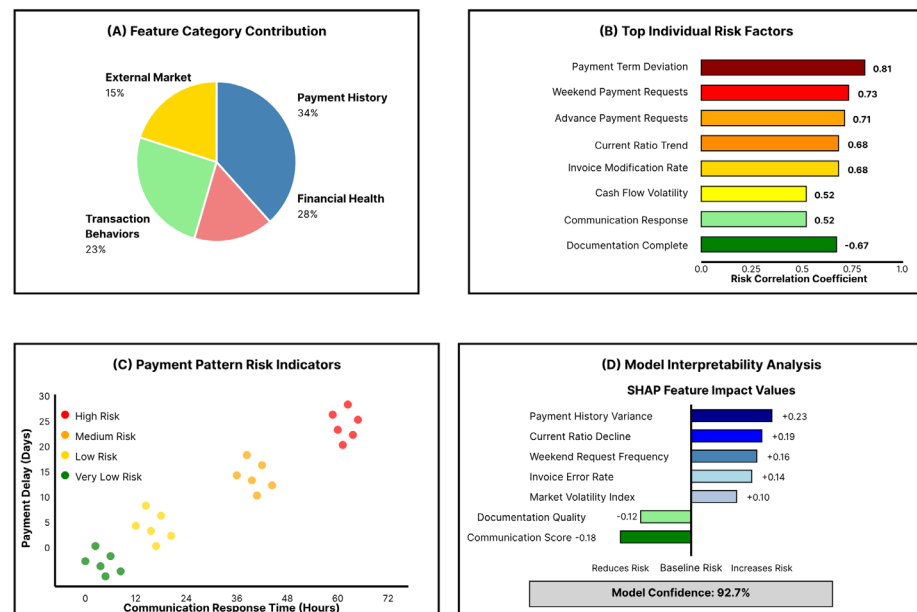 (A) Feature Category Contribution
External Market
15%
Payment History
34%
Financial Health
28%
Transaction
Behaviors
23%
(B) Top Individual Risk Factors
Payment Term Deviation 0.81
Weekend Payment Requests 0.73
Advance Payment Requests 0.71
Current Ratio Trend 0.68
Invoice Modification Rate 0.68
Cash Flow Volatility 0.52
Communication Response 0.52
Documentation Complete -0.67
0.0 0.25 0.5 0.75 1.0
Risk Correlation Coefficient
(C) Payment Pattern Risk Indicators
Payment Delay (Days)
30
25
20
15
10
5
0
High Risk
Medium Risk
Low Risk
Very Low Risk
0 12 24 36 48 60 72
Communication Response Time (Hours)
(D) Model Interpretability Analysis
SHAP Feature Impact Values
Payment History Variance +0.23
Current Ratio Decline +0.19
Weekend Request Frequency +0.16
Invoice Error Rate +0.14
Market Volatility Index +0.10
Documentation Quality -0.12
Communication Score -0.18
Reduces Risk Baseline Risk Increases Risk
Model Confidence: 92.7%